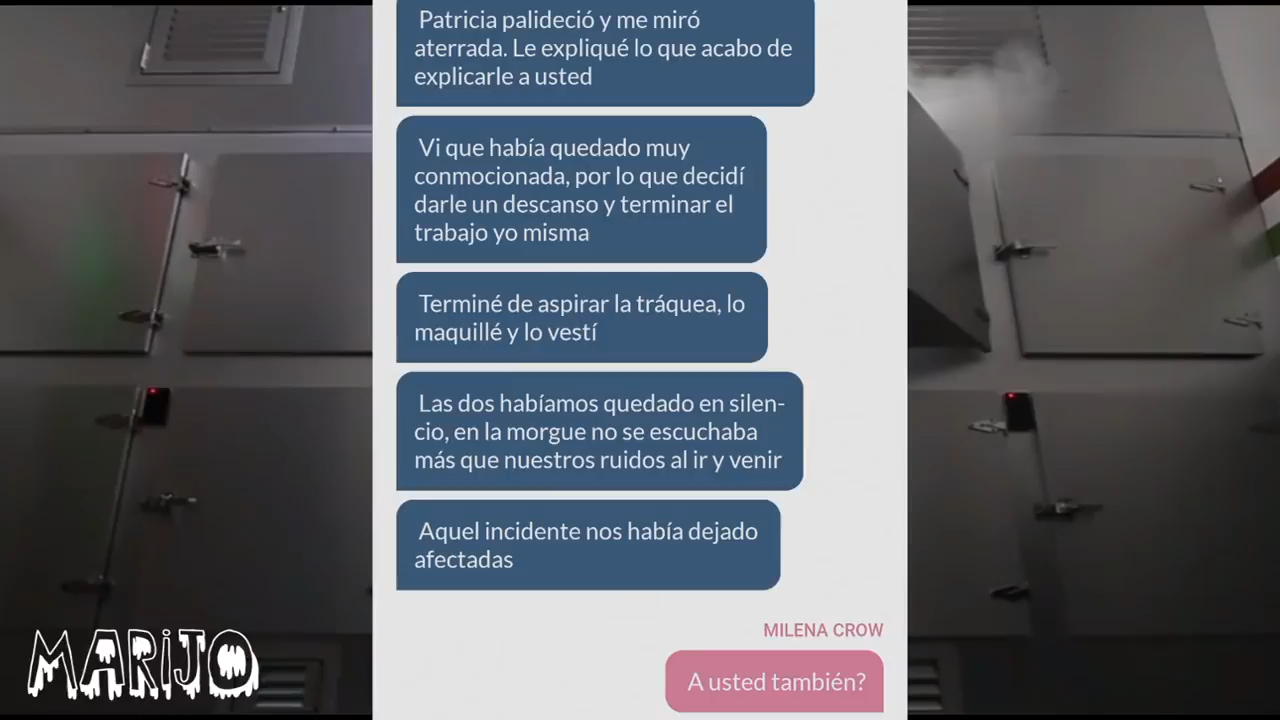 Patricia palideció y me miró
aterrada. Le expliqué lo que acabo de
explicarle a usted
Vi que había quedado muy
conmocionada, por lo que decidí
darle un descanso y terminar el
trabajo yo misma
Terminé de aspirar la tráquea, lo
maquillé y lo vestí
Las dos habíamos quedado en silen-
cio, en la morgue no se escuchaba
más que nuestros ruidos al ir y venir
Aquel incidente nos había dejado
afectadas
MILENA CROW
A usted también?
MARiJO